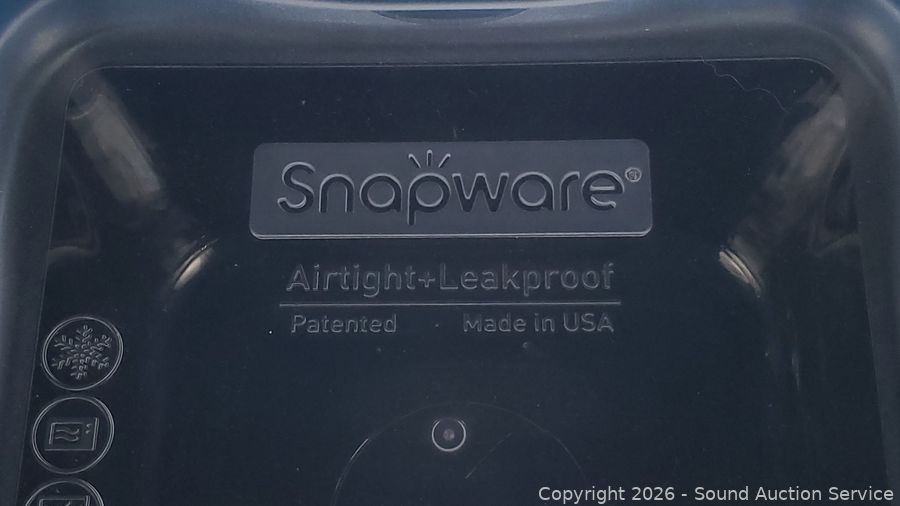 Snapware®
Airtight+Leakproof
Patented Made in USA
Copyright 2026 - Sound Auction Service